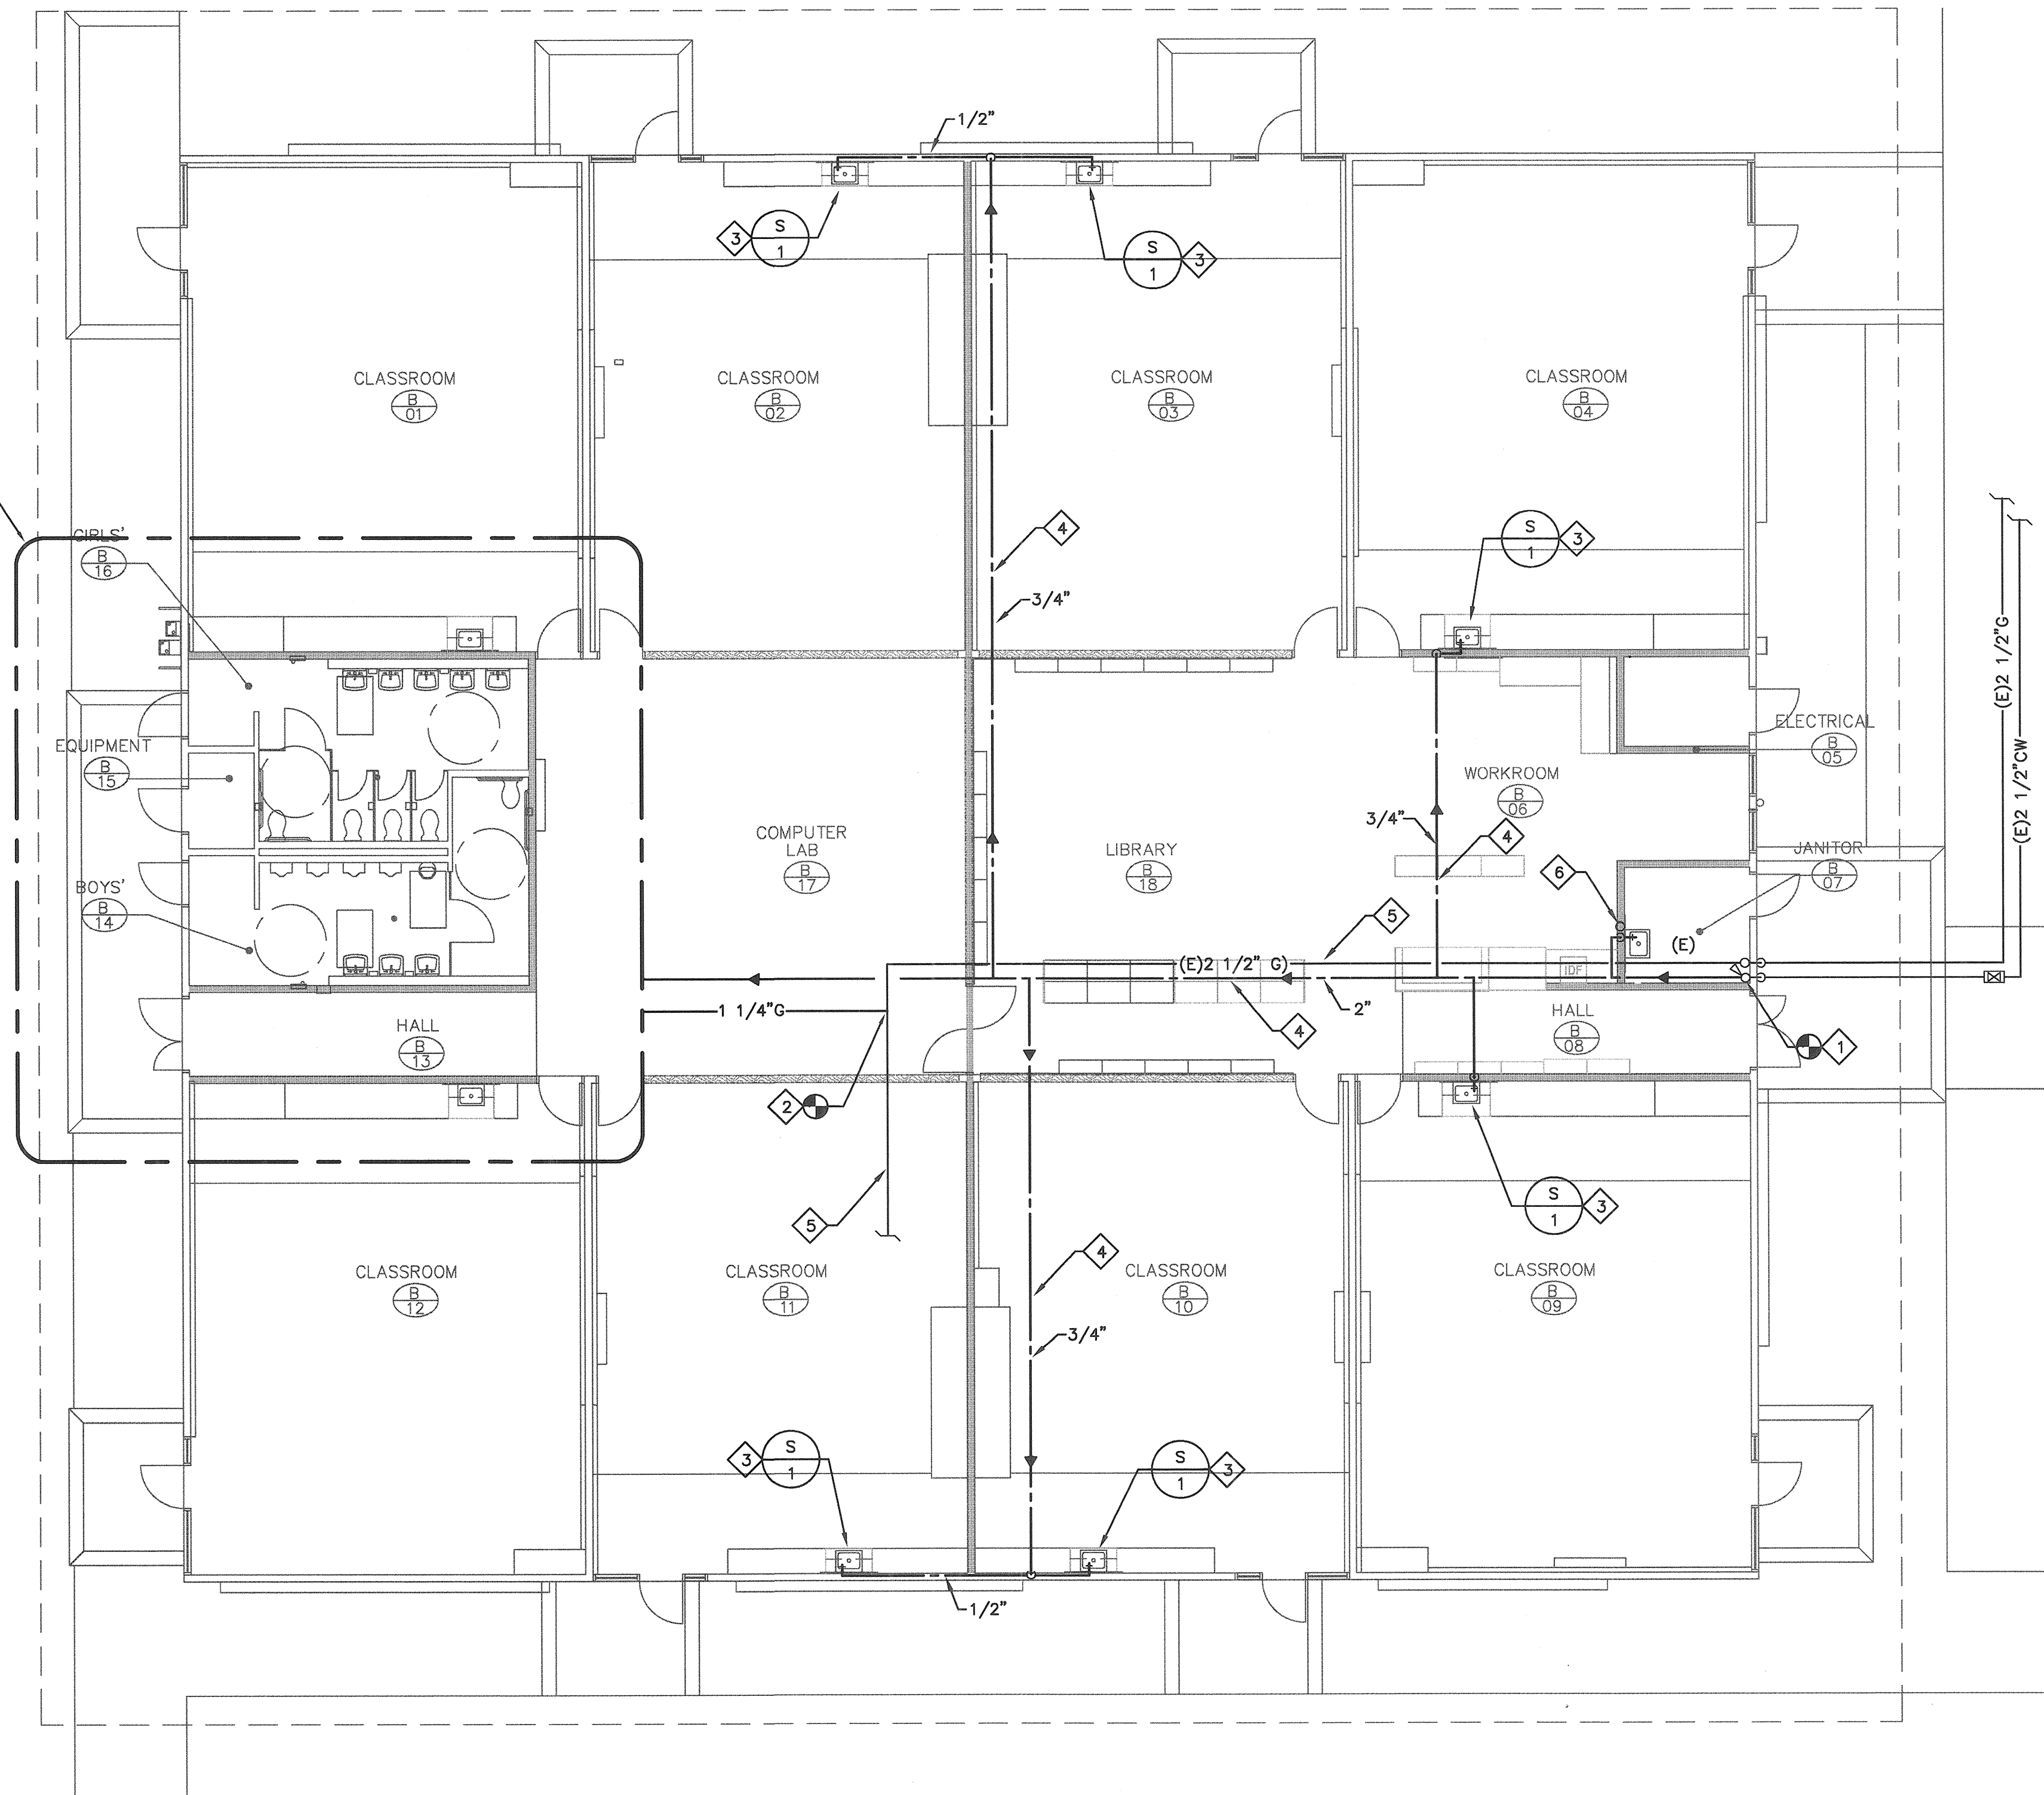 1/2"
S
3
1
S
3
1
CLASSROOM
B
01
CLASSROOM
B
02
CLASSROOM
B
03
CLASSROOM
B
04
4
3/4"
S
3
1
GIRLS'
B
16
(E)2 1/2"G
(E)2 1/2"CW
ELECTRICAL
B
05
EQUIPMENT
B
15
WORKROOM
B
06
3/4"
4
COMPUTER
LAB
B
17
LIBRARY
B
18
JANITOR
B
07
6
BOYS'
B
14
5
(E)
(E)2 1/2" G)
IDF
2"
1 1/4"G
4
HALL
B
13
HALL
B
08
1
2
5
S
3
1
4
CLASSROOM
B
12
CLASSROOM
B
11
CLASSROOM
B
10
CLASSROOM
B
09
3/4"
3
S
1
S
3
1
1/2"